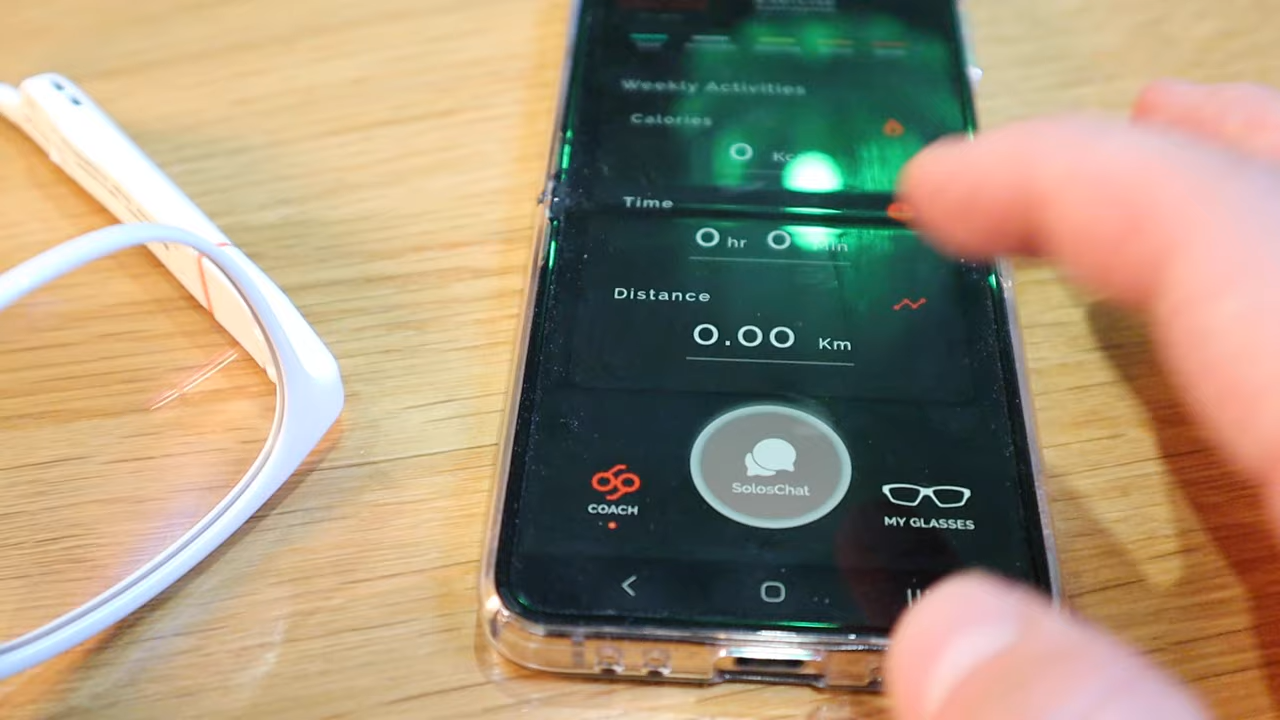 Weekly Activities
Calories
0
Time
0 hr 0 Min
Distance
0.00 Km
SolosChat
COACH
MY GLASSES